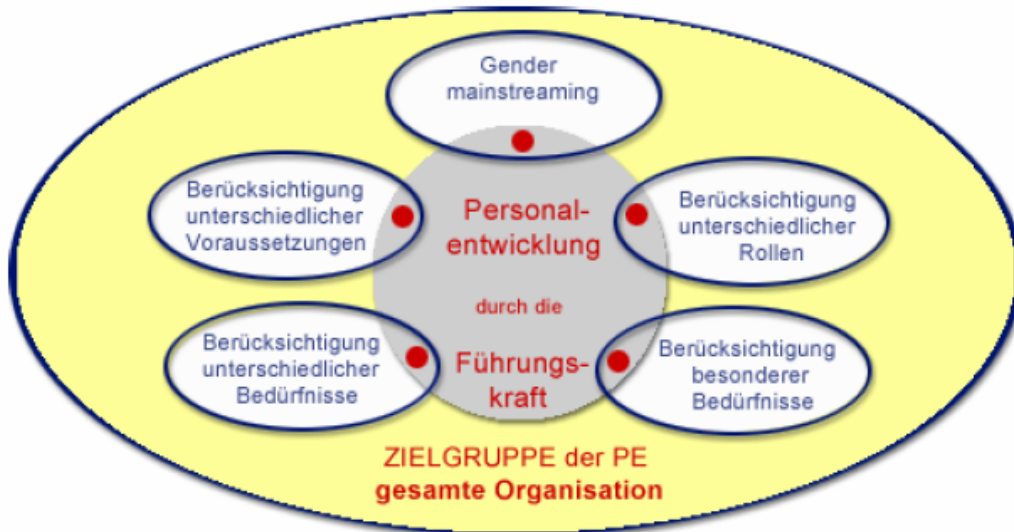 Gender
mainstreaming
Berücksichtigung
unterschiedlicher
Voraussetzungen
Personal-
entwicklung
Berücksichtigung
unterschiedlicher
Rollen
durch die
Berücksichtigung
unterschiedlicher
Bedürfnisse
Führungs-
kraft
Berücksichtigung
besonderer
Bedürfnisse
ZIELGRUPPE der PE
gesamte Organisation